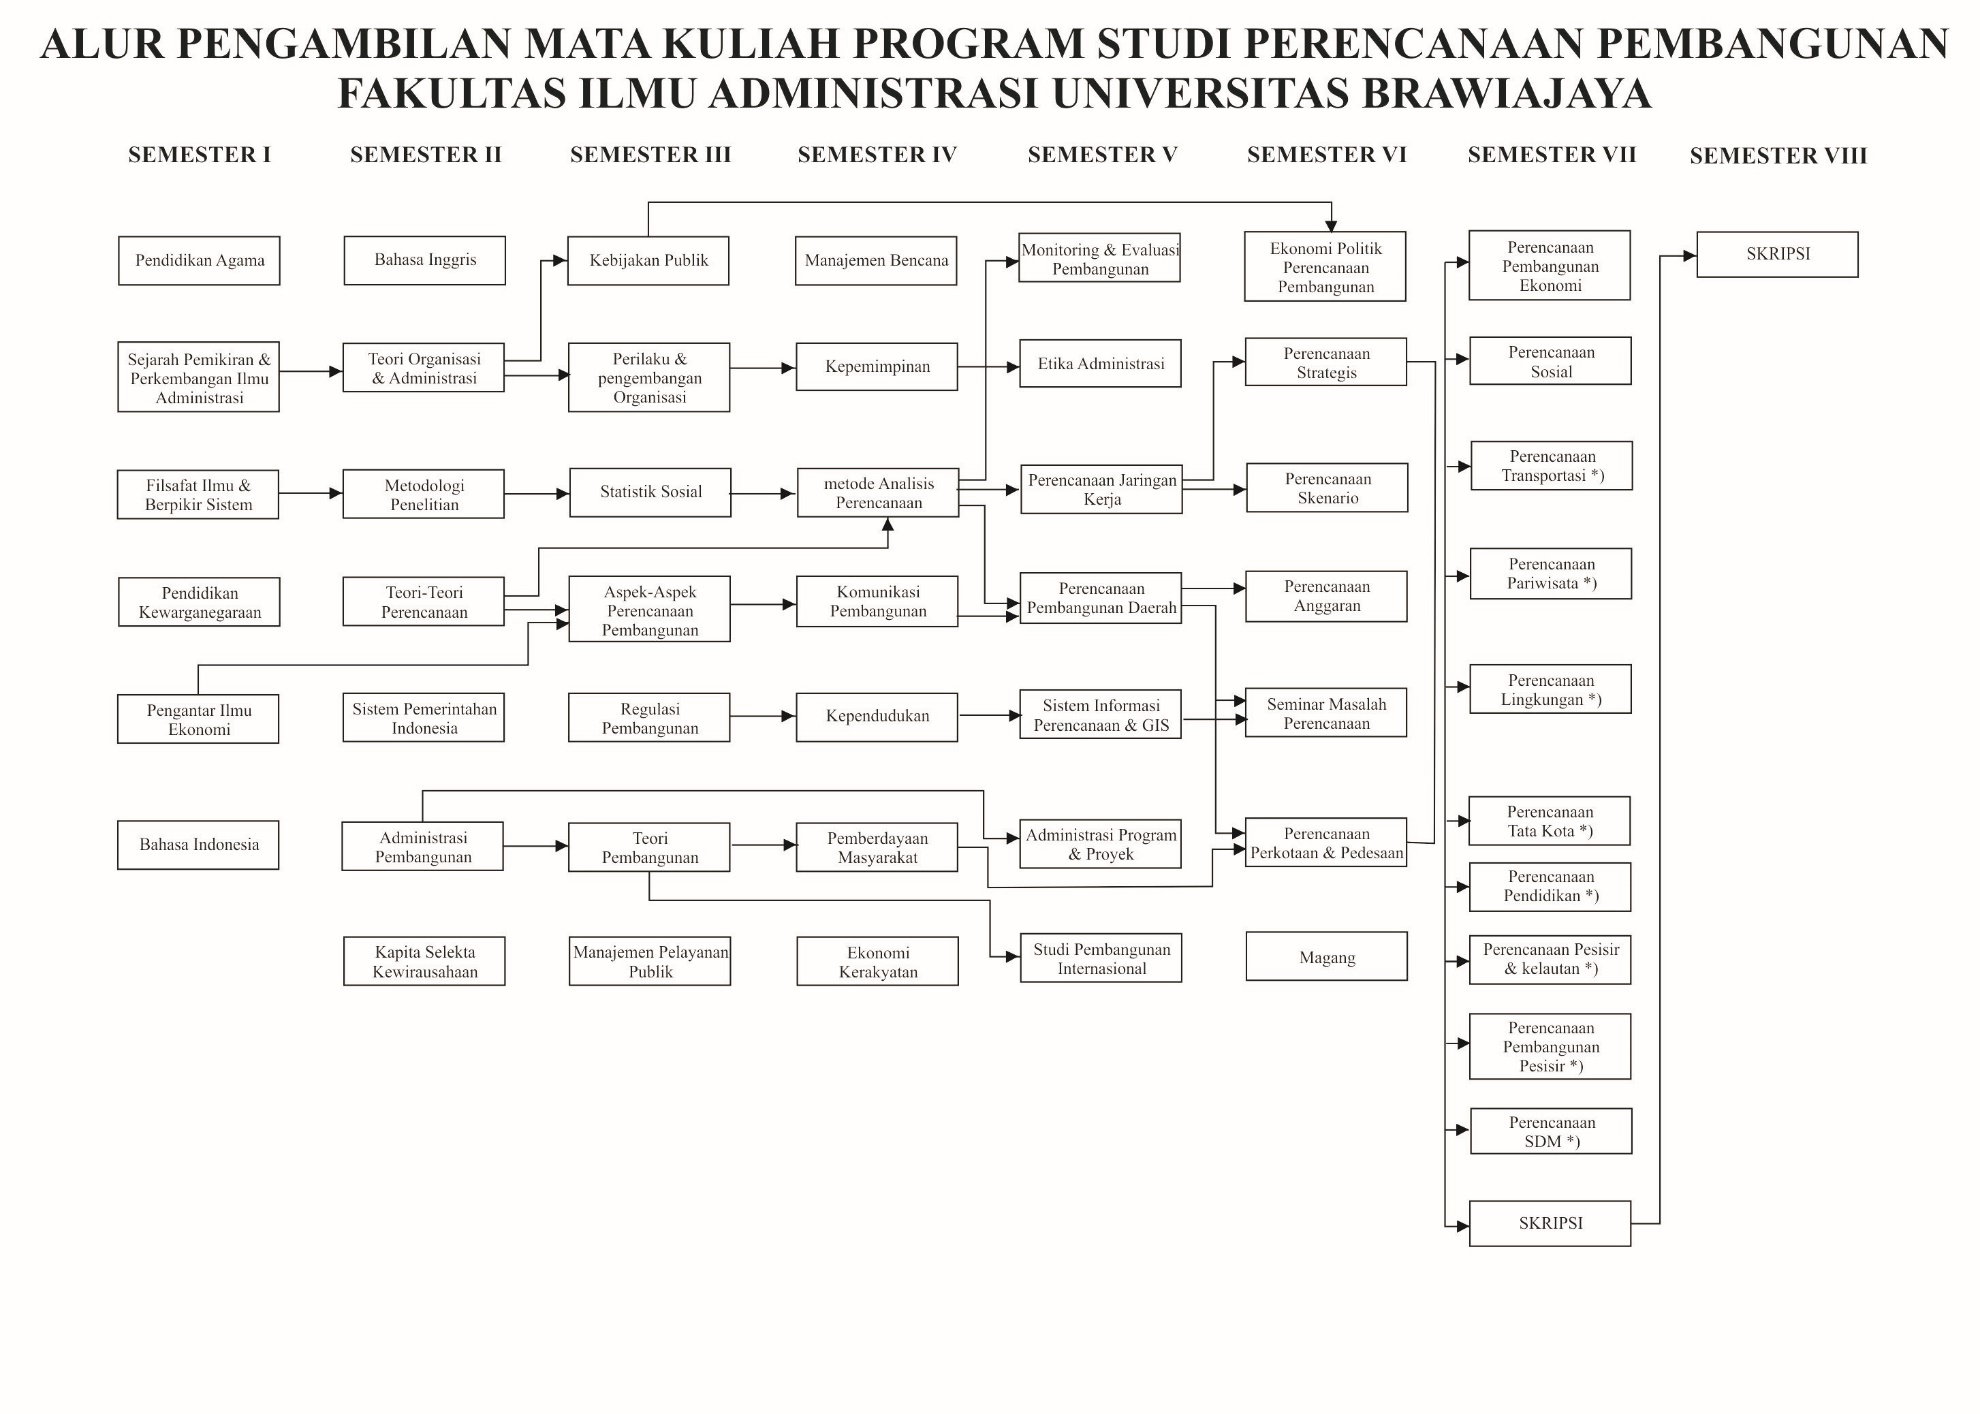 ALUR PENGAMBILAN MATA KULIAH PROGRAM STUDI PERENCANAAN PEMBANGUNAN
FAKULTAS ILMU ADMINISTRASI UNIVERSITAS BRAWIAJAYA
SEMESTER I
Pendidikan Agama
Sejarah Pemikiran &
Perkembangan Ilmu
Administrasi
Filsafat Ilmu &
Berpikir Sistem
Pendidikan
Kewarganegaraan
Pengantar Ilmu
Ekonomi
Bahasa Indonesia
SEMESTER II
Bahasa Inggris
Teori Organisasi
& Administrasi
Metodologi
Penelitian
Teori-Teori
Perencanaan
Sistem Pemerintahan
Indonesia
Administrasi
Pembangunan
Kapita Selekta
Kewirausahaan
SEMESTER III
Kebijakan Publik
Perilaku &
pengembangan
Organisasi
Statistik Sosial
Aspek-Aspek
Perencanaan
Pembangunan
Regulasi
Pembangunan
Teori
Pembangunan
Manajemen Pelayanan
Publik
SEMESTER IV
Manajemen Bencana
Kepemimpinan
metode Analisis
Perencanaan
Komunikasi
Pembangunan
Kependudukan
Pemberdayaan
Masyarakat
Ekonomi
Kerakyatan
SEMESTER V
Monitoring & Evaluasi
Pembangunan
Etika Administrasi
Perencanaan Jaringan
Kerja
Perencanaan
Pembangunan Daerah
Sistem Informasi
Perencanaan & GIS
Administrasi Program
& Proyek
Studi Pembangunan
Internasional
SEMESTER VI
Ekonomi Politik
Perencanaan
Pembangunan
Perencanaan
Strategis
Perencanaan
Skenario
Perencanaan
Anggaran
Seminar Masalah
Perencanaan
Perencanaan
Perkotaan & Pedesaan
Magang
SEMESTER VII
Perencanaan
Pembangunan
Ekonomi
Perencanaan
Sosial
Perencanaan
Transportasi *)
Perencanaan
Pariwisata *)
Perencanaan
Lingkungan *)
Perencanaan
Tata Kota *)
Perencanaan
Pendidikan *)
Perencanaan Pesisir
& kelautan *)
Perencanaan
Pembangunan
Pesisir *)
Perencanaan
SDM *)
SKRIPSI
SEMESTER VIII
SKRIPSI